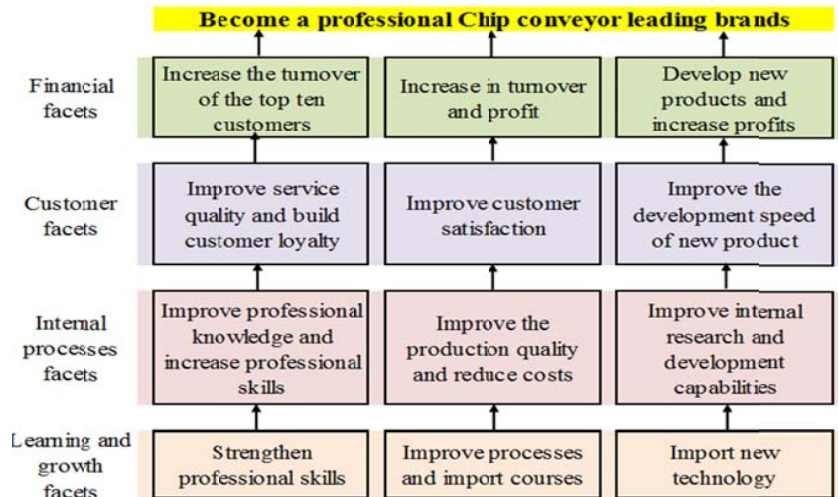 Become a professional Chip conveyor leading brands
Financial
facets
Increase the turnover
of the top ten
customers
Increase in turnover
and profit
Develop new
products and
increase profits
Customer
facets
Improve service
quality and build
customer loyalty
Improve customer
satisfaction
Improve the
development speed
of new product
Internal
processes
facets
Improve professional
knowledge and
increase professional
skills
Improve the
production quality
and reduce costs
Improve internal
research and
development
capabilities
Learning and
growth
facets
Strengthen
professional skills
Improve processes
and import courses
Import new
technology